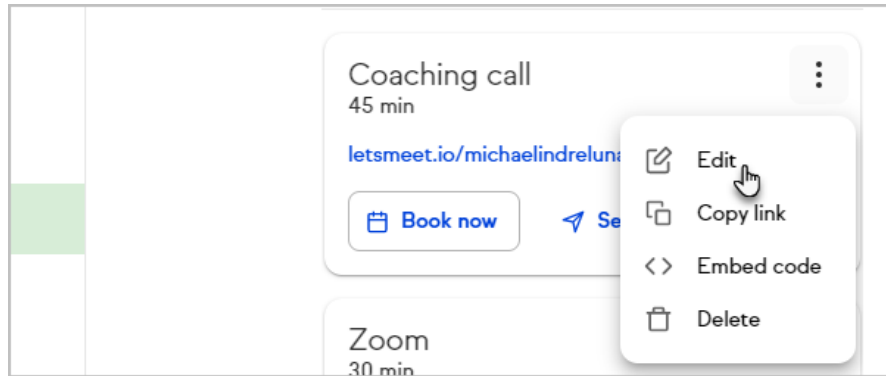 Coaching call
45 min
letsmeet.io/michaelindreluna
Book now
Edit
Copy link
Embed code
Delete
Zoom
30 min